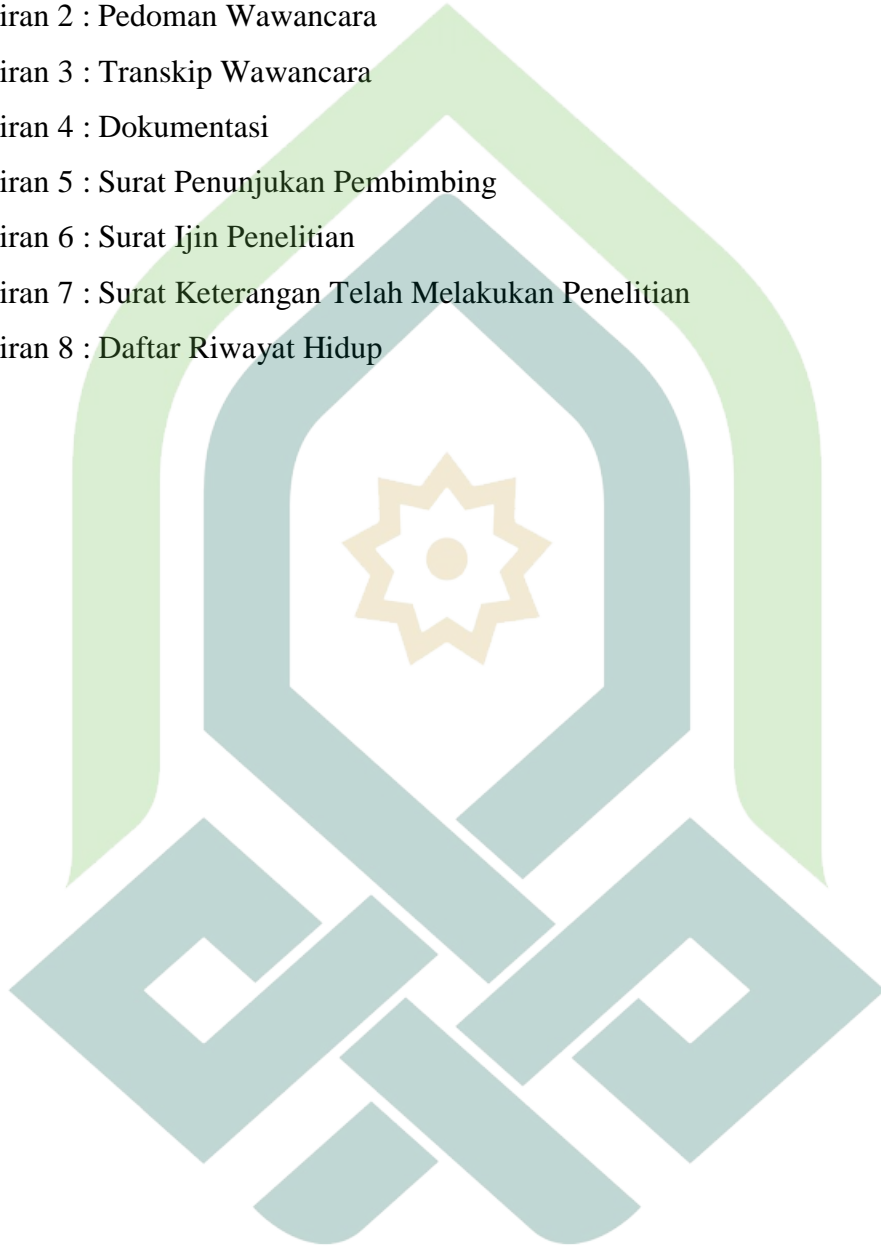 iran 2 : Pedoman Wawancara
iran 3 : Transkip Wawancara
iran 4 : Dokumentasi
iran 5 : Surat Penunjukan Pembimbing
iran 6 : Surat Ijin Penelitian
iran 7 : Surat Keterangan Telah Melakukan Penelitian
iran 8 : Daftar Riwayat Hidup